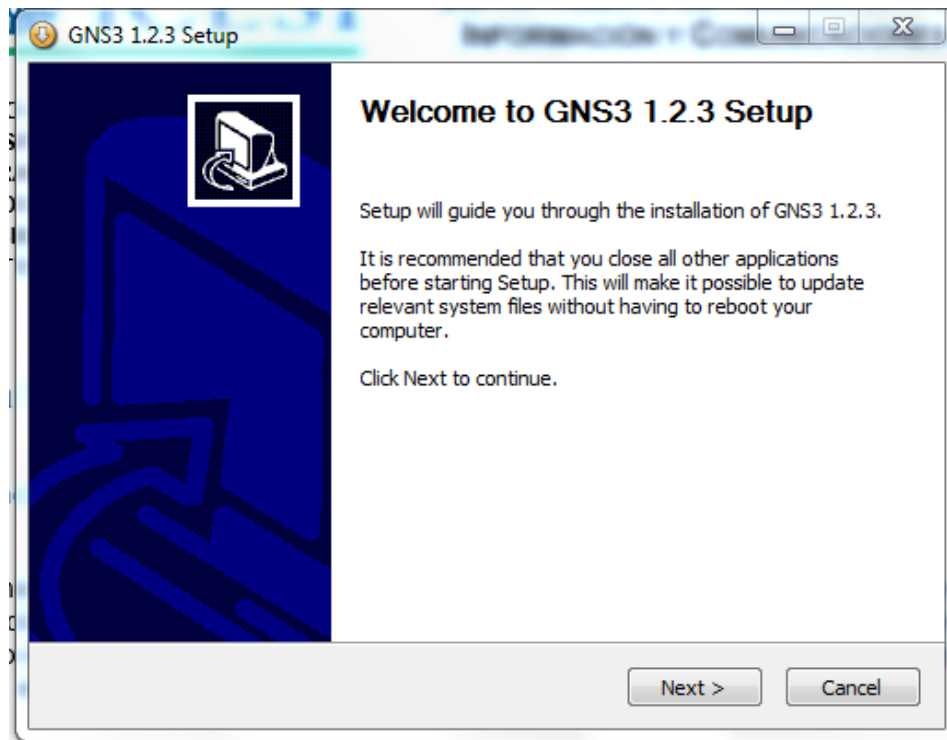 GNS3 1.2.3 Setup
Welcome to GNS3 1.2.3 Setup
Setup will guide you through the installation of GNS3 1.2.3.
It is recommended that you close all other applications
before starting Setup. This will make it possible to update
relevant system files without having to reboot your
computer.
Click Next to continue.
Next >
Cancel